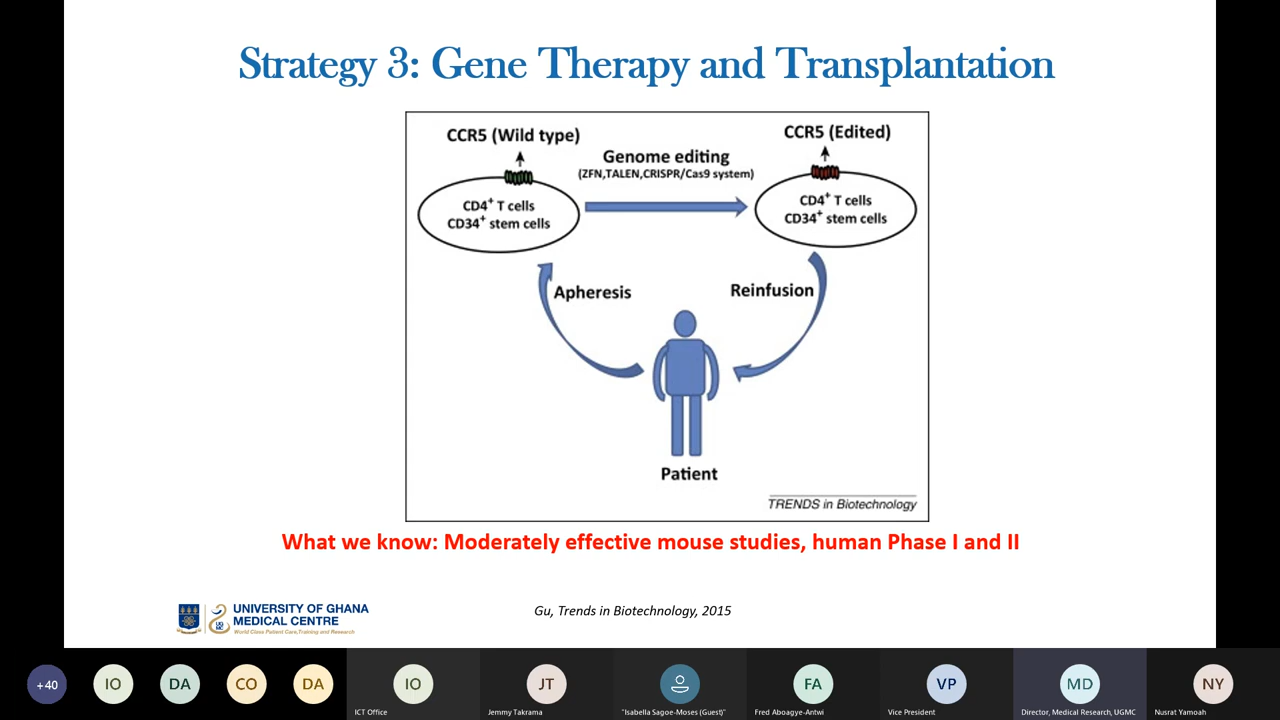 Strategy 3: Gene Therapy and Transplantation
CCR5 (Wild type)
CCR5 (Edited)
Genome editing
(ZFN,TALEN,CRISPR/Cas9 system)
CD4+ T cells
CD34+ stem cells
CD4+ T cells
CD34+ stem cells
Apheresis
Reinfusion
Patient
TRENDS in Biotechnology
What we know: Moderately effective mouse studies, human Phase I and II
UNIVERSITY OF GHANA
MEDICAL CENTRE
World Class Patient Care,Training and Research
Gu, Trends in Biotechnology, 2015
+40
IO
DA
CO
DA
IO
JT
FA
VP
MD
NY
ICT Office
Jemmy Takrama
"Isabella Sagoe-Moses (Guest)"
Fred Aboagye-Antwi
Vice President
Director, Medical Research, UGMC
Nusrat Yamoah